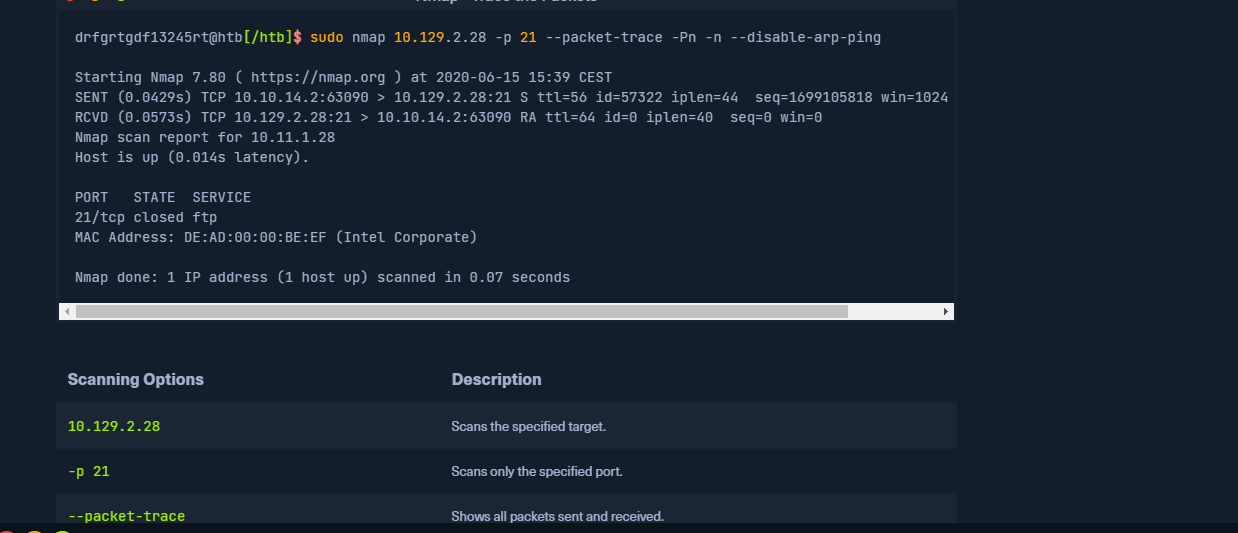 Nmap - Trace the Packets
drfgrtgdf13245rt@htb[/htb]$ sudo nmap 10.129.2.28 -p 21 --packet-trace -Pn -n --disable-arp-ping
Starting Nmap 7.80 ( https://nmap.org ) at 2020-06-15 15:39 CEST
SENT (0.0429s) TCP 10.10.14.2:63090 > 10.129.2.28:21 S ttl=56 id=57322 iplen=44  seq=1699105818 win=1024
RCVD (0.0573s) TCP 10.129.2.28:21 > 10.10.14.2:63090 RA ttl=64 id=0 iplen=40  seq=0 win=0
Nmap scan report for 10.11.1.28
Host is up (0.014s latency).
PORT   STATE  SERVICE
21/tcp closed ftp
MAC Address: DE:AD:00:00:BE:EF (Intel Corporate)
Nmap done: 1 IP address (1 host up) scanned in 0.07 seconds
Scanning Options Description
10.129.2.28 Scans the specified target.
-p 21 Scans only the specified port.
--packet-trace Shows all packets sent and received.